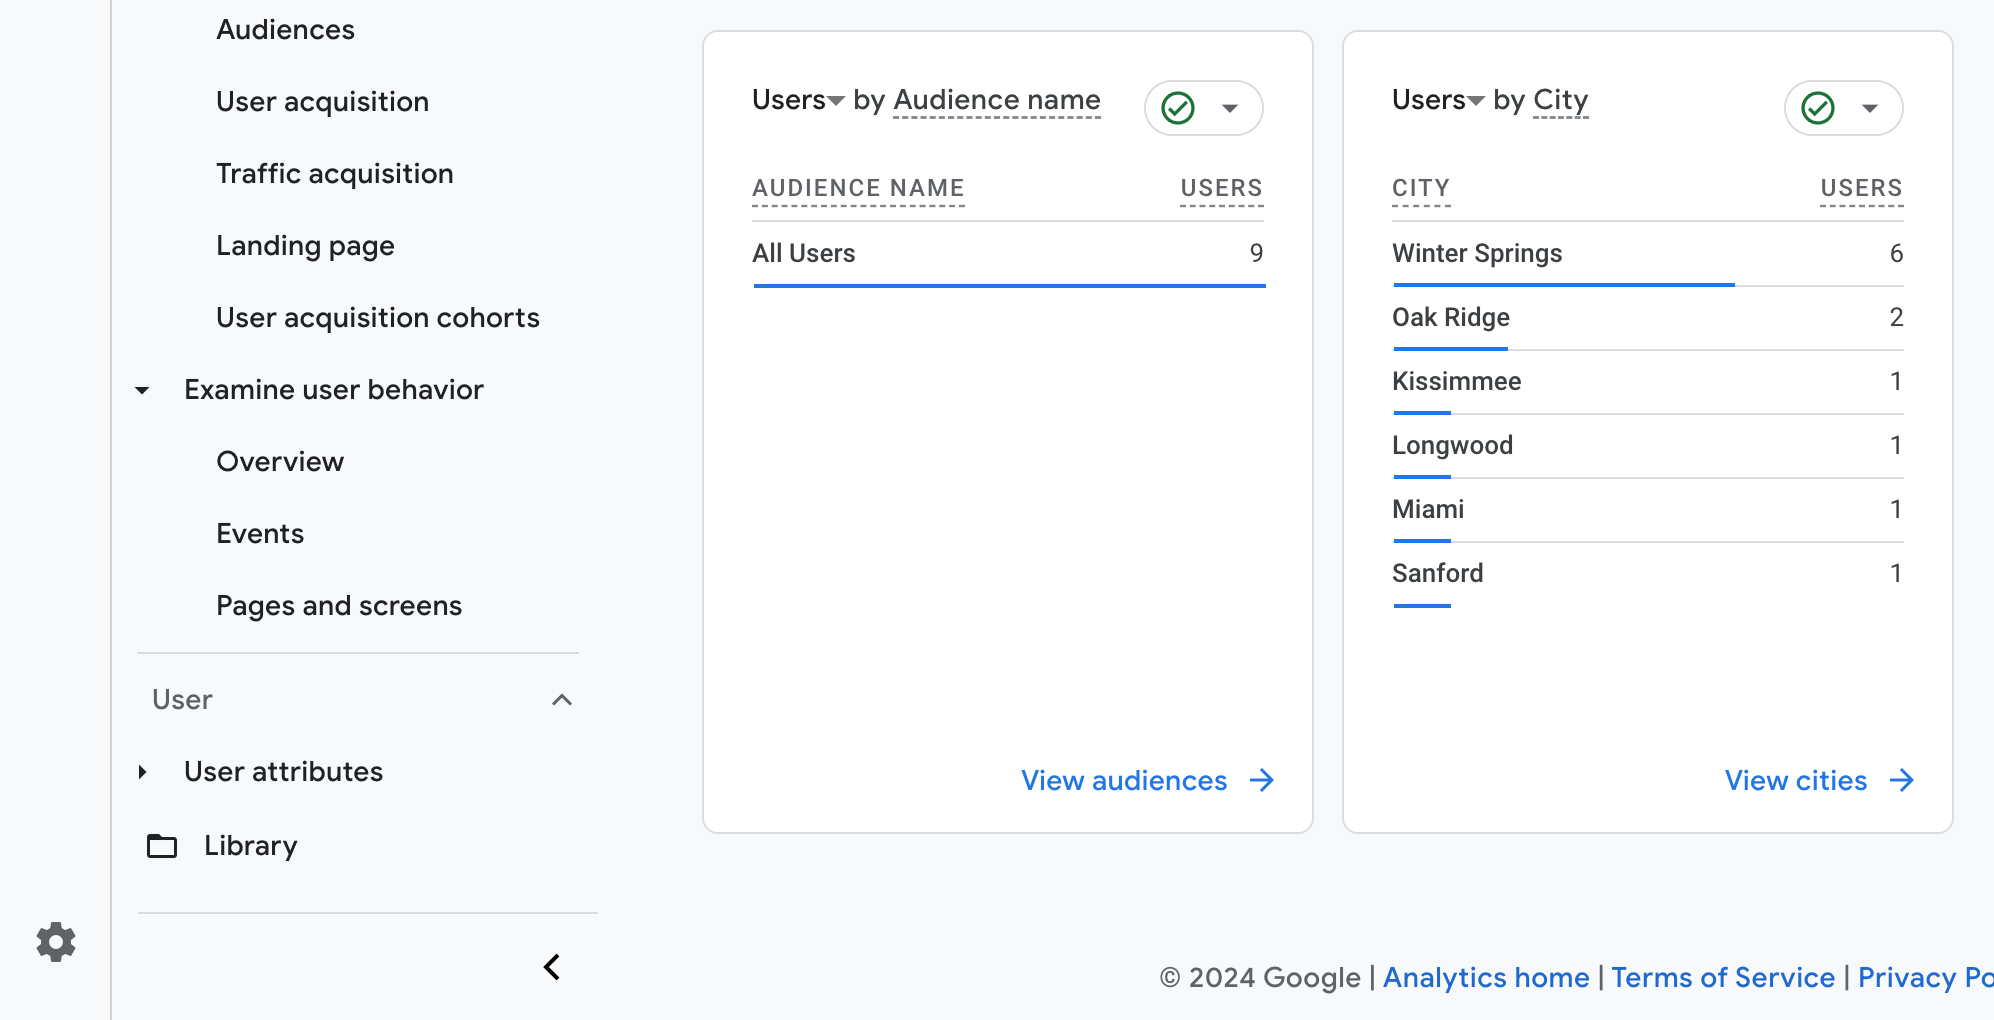 Audiences
User acquisition
Traffic acquisition
Landing page
User acquisition cohorts
Examine user behavior
Overview
Events
Pages and screens
User
User attributes
Library
Users by Audience name
AUDIENCE NAME USERS
All Users 9
View audiences
Users by City
CITY USERS
Winter Springs 6
Oak Ridge 2
Kissimmee 1
Longwood 1
Miami 1
Sanford 1
View cities
© 2024 Google | Analytics home | Terms of Service | Privacy Po